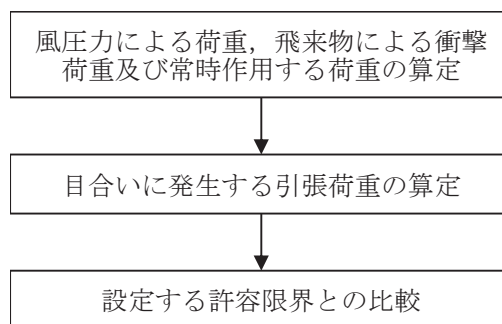 風圧力による荷重，飛来物による衝撃
荷重及び常時作用する荷重の算定
目合いに発生する引張荷重の算定
設定する許容限界との比較